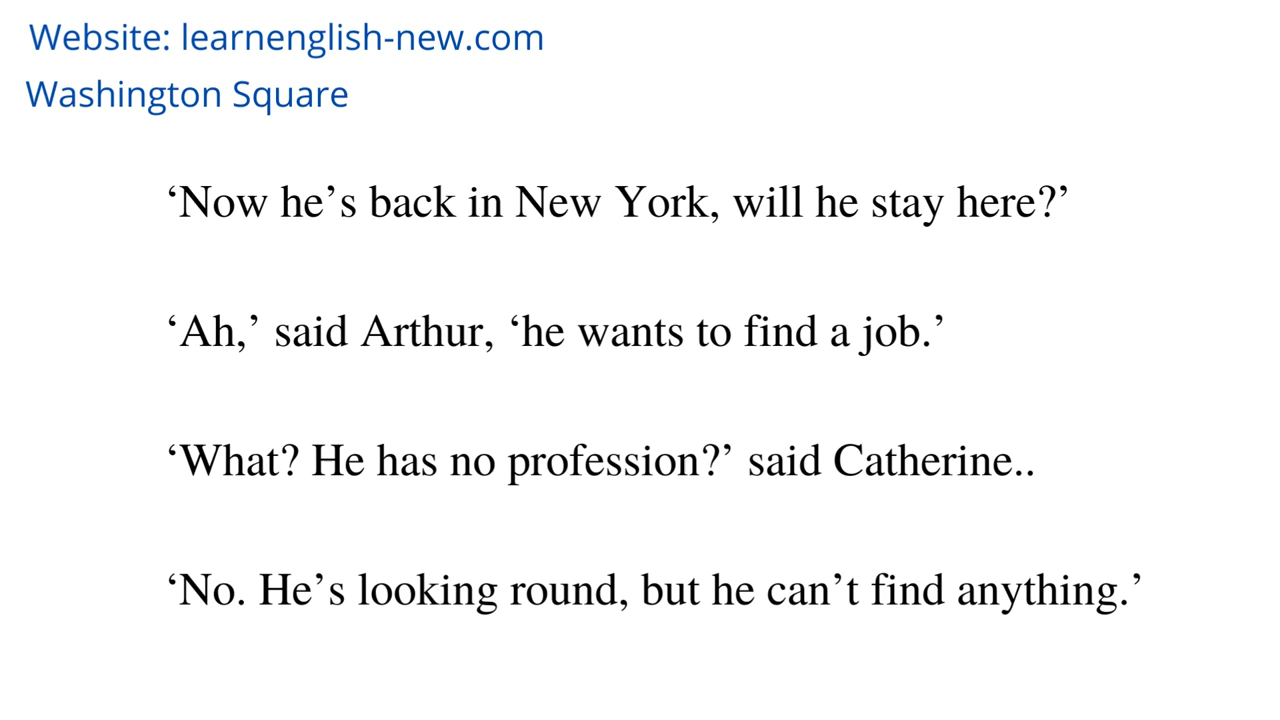 Website: learnenglish-new.com
Washington Square
‘Now he’s back in New York, will he stay here?’
‘Ah,’ said Arthur, ‘he wants to find a job.’
‘What? He has no profession?’ said Catherine..
‘No. He’s looking round, but he can’t find anything.’